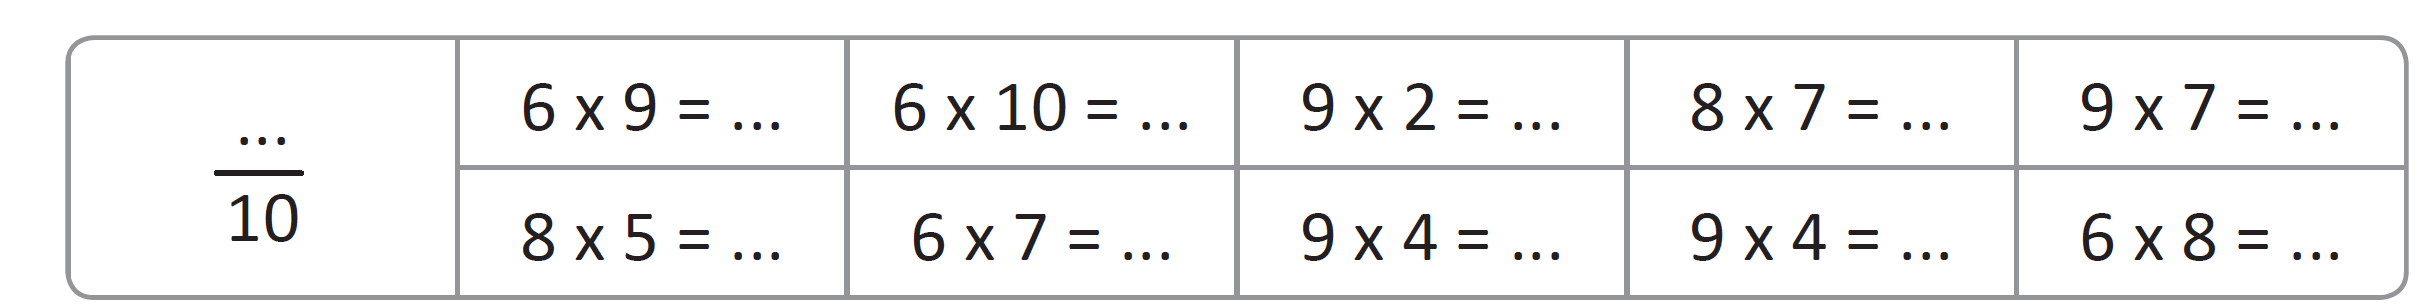 ...
10
6 x 9 = ...
6 x 10 = ...
9 x 2 = ...
8 x 7 = ...
9 x 7 = ...
8 x 5 = ...
6 x 7 = ...
9 x 4 = ...
9 x 4 = ...
6 x 8 = ...